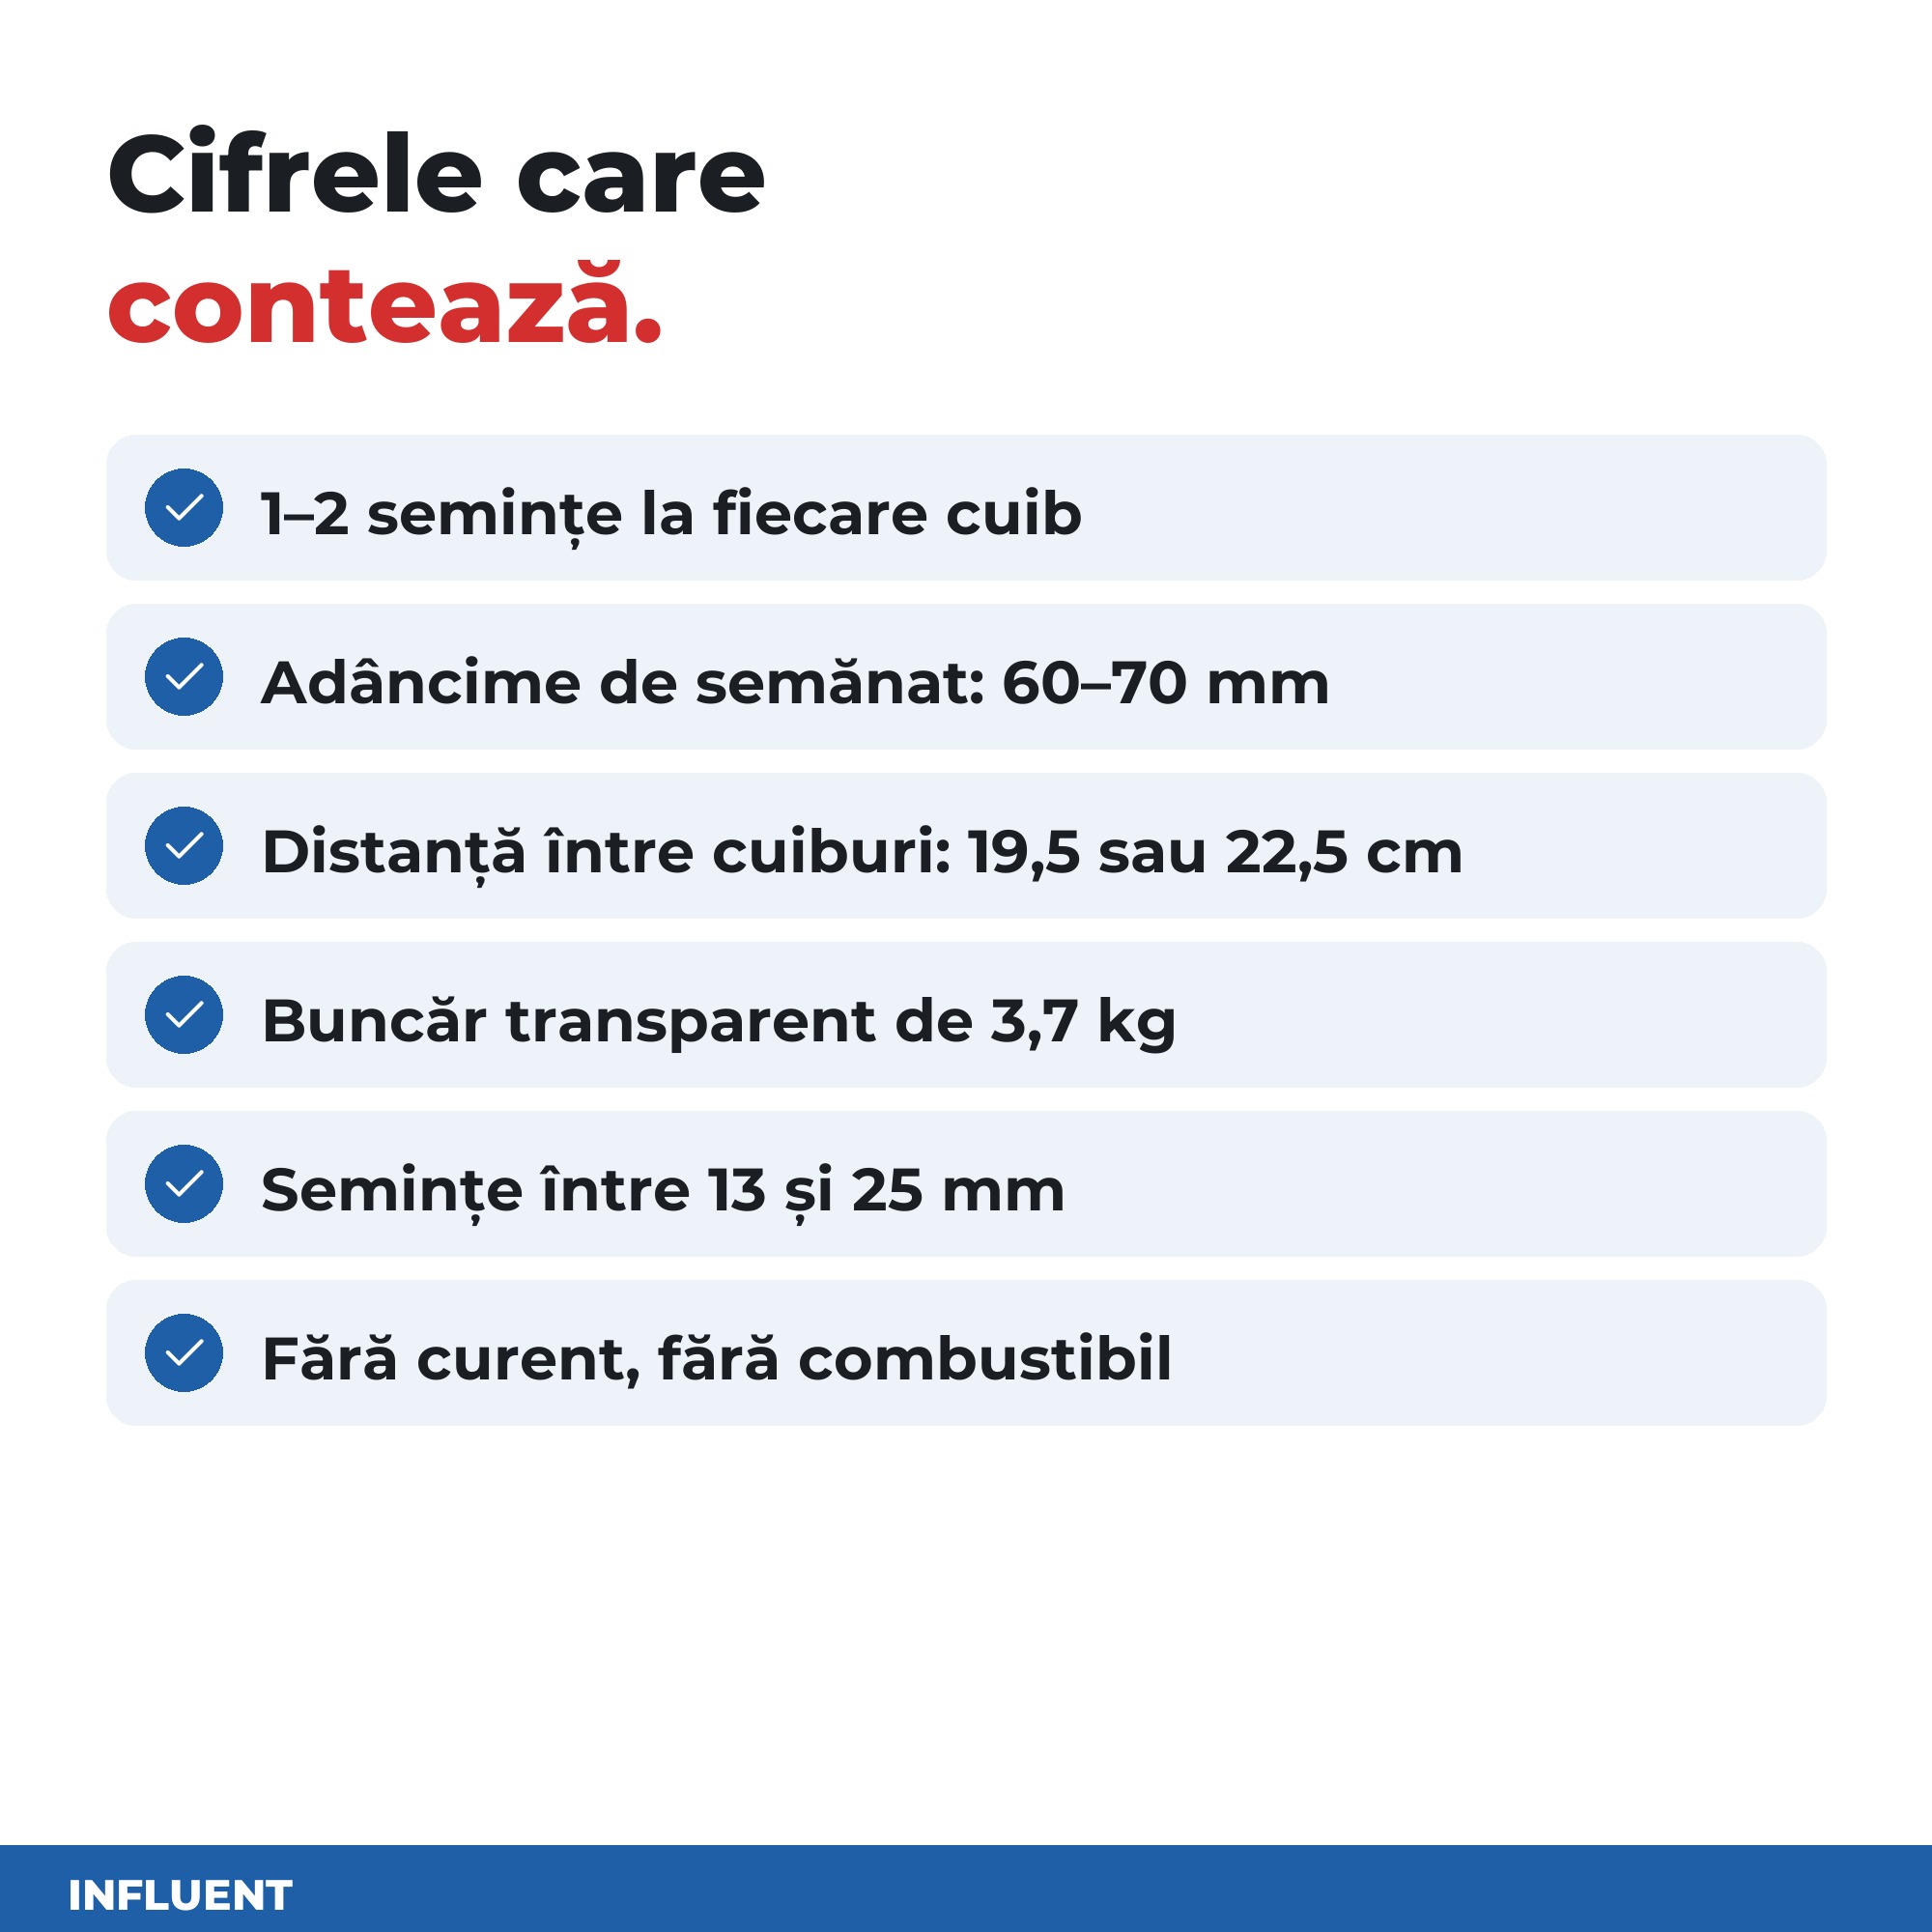 Cifrele care
contează.
1–2 semințe la fiecare cuib
Adâncime de semănat: 60–70 mm
Distanță între cuiburi: 19,5 sau 22,5 cm
Buncăr transparent de 3,7 kg
Semințe între 13 și 25 mm
Fără curent, fără combustibil
INFLUENT